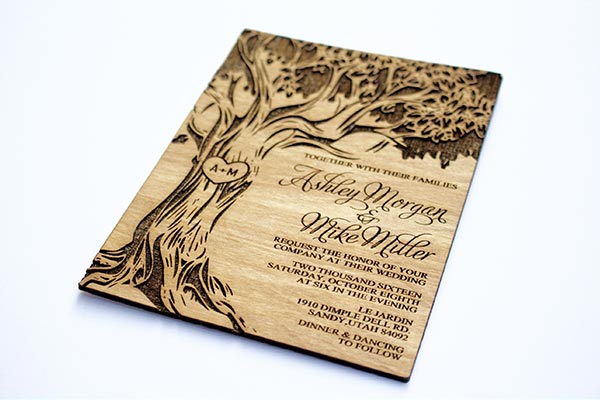 A+M
TOGETHER WITH THEIR FAMILIES
Ashley Morgan
&
Mike Miller
REQUEST THE HONOR OF YOUR
COMPANY AT THEIR WEDDING
TWO THOUSAND SIXTEEN
SATURDAY, OCTOBER EIGHTH
AT SIX IN THE EVENING
LE JARDIN
1910 DIMPLE DELL RD.
SANDY, UTAH 84092
DINNER & DANCING
TO FOLLOW